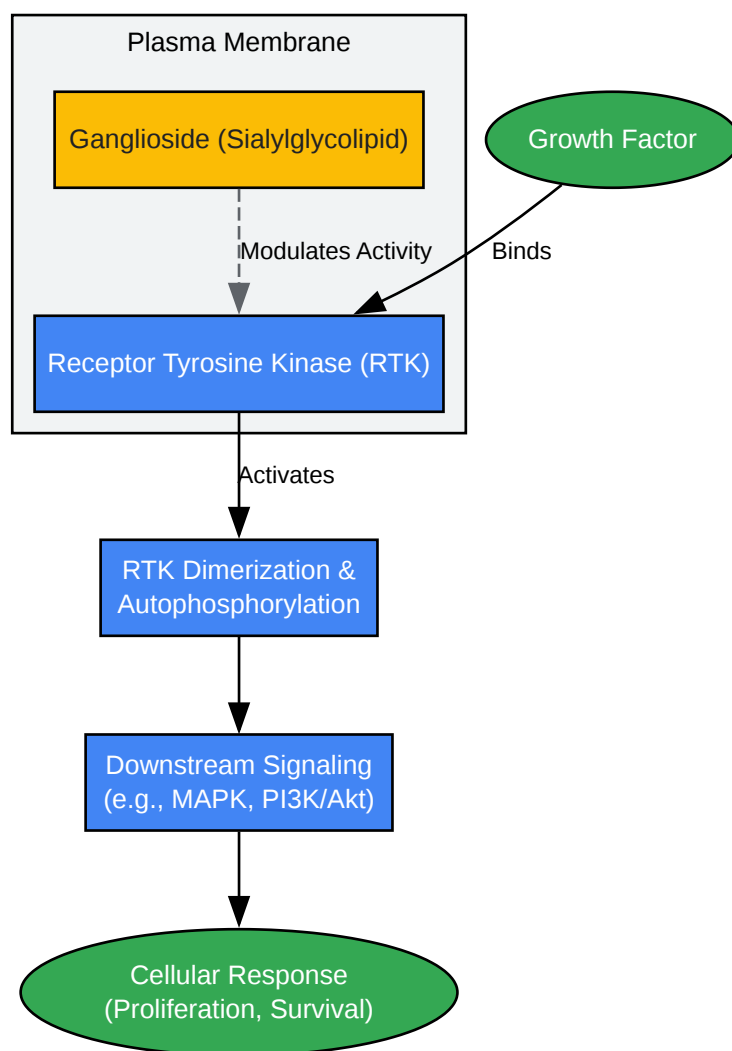 Plasma Membrane
Ganglioside (Sialylglycolipid)
Growth Factor
Modulates Activity
Binds
Receptor Tyrosine Kinase (RTK)
Activates
RTK Dimerization &
Autophosphorylation
Downstream Signaling
(e.g., MAPK, PI3K/Akt)
Cellular Response
(Proliferation, Survival)